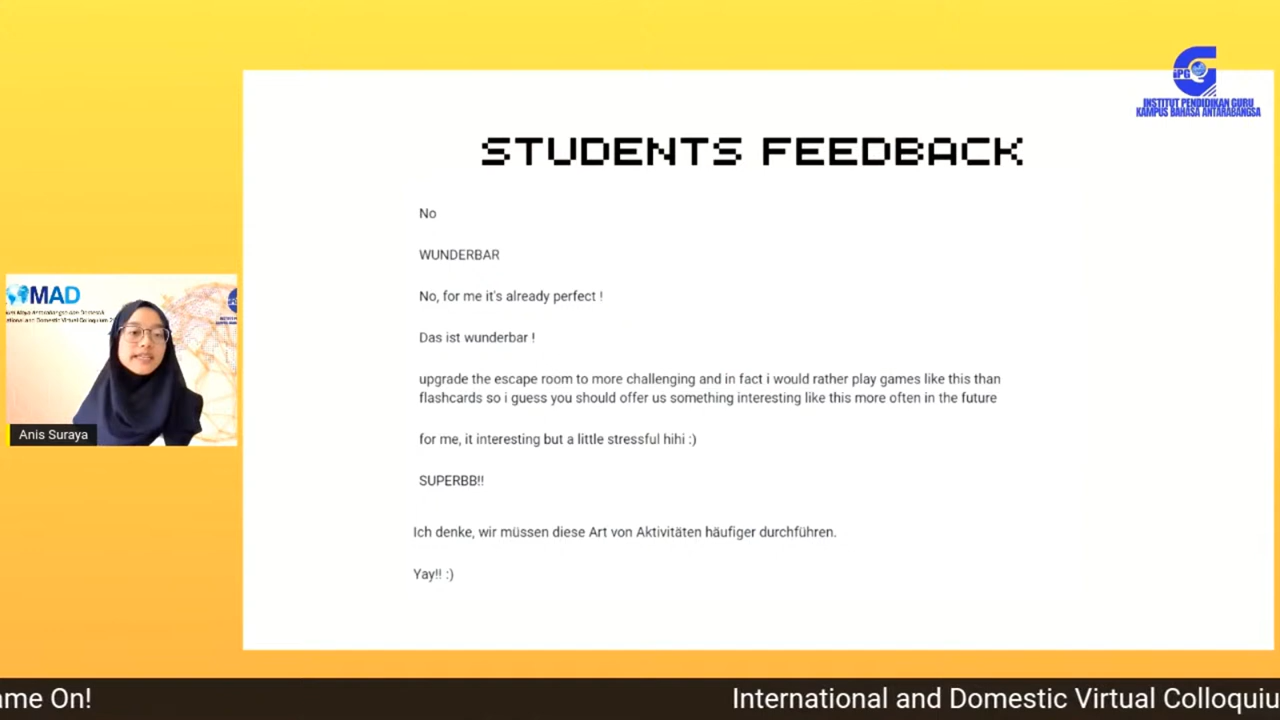 iPG
INSTITUT PENDIDIKAN GURU
KAMPUS BAHASA ANTARABANGSA
STUDENTS FEEDBACK
No
WUNDERBAR
No, for me it's already perfect !
Das ist wunderbar !
upgrade the escape room to more challenging and in fact i would rather play games like this than
flashcards so i guess you should offer us something interesting like this more often in the future
for me, it interesting but a little stressful hihi :)
SUPERBB!!
Ich denke, wir müssen diese Art von Aktivitäten häufiger durchführen.
Yay!! :)
MAD
Anis Suraya
ame On!
International and Domestic Virtual Colloquiu